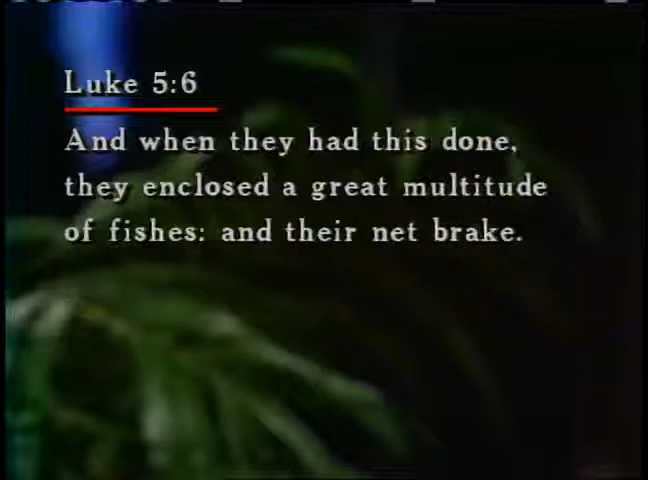 Luke 5:6
And when they had this done,
they enclosed a great multitude
of fishes: and their net brake.